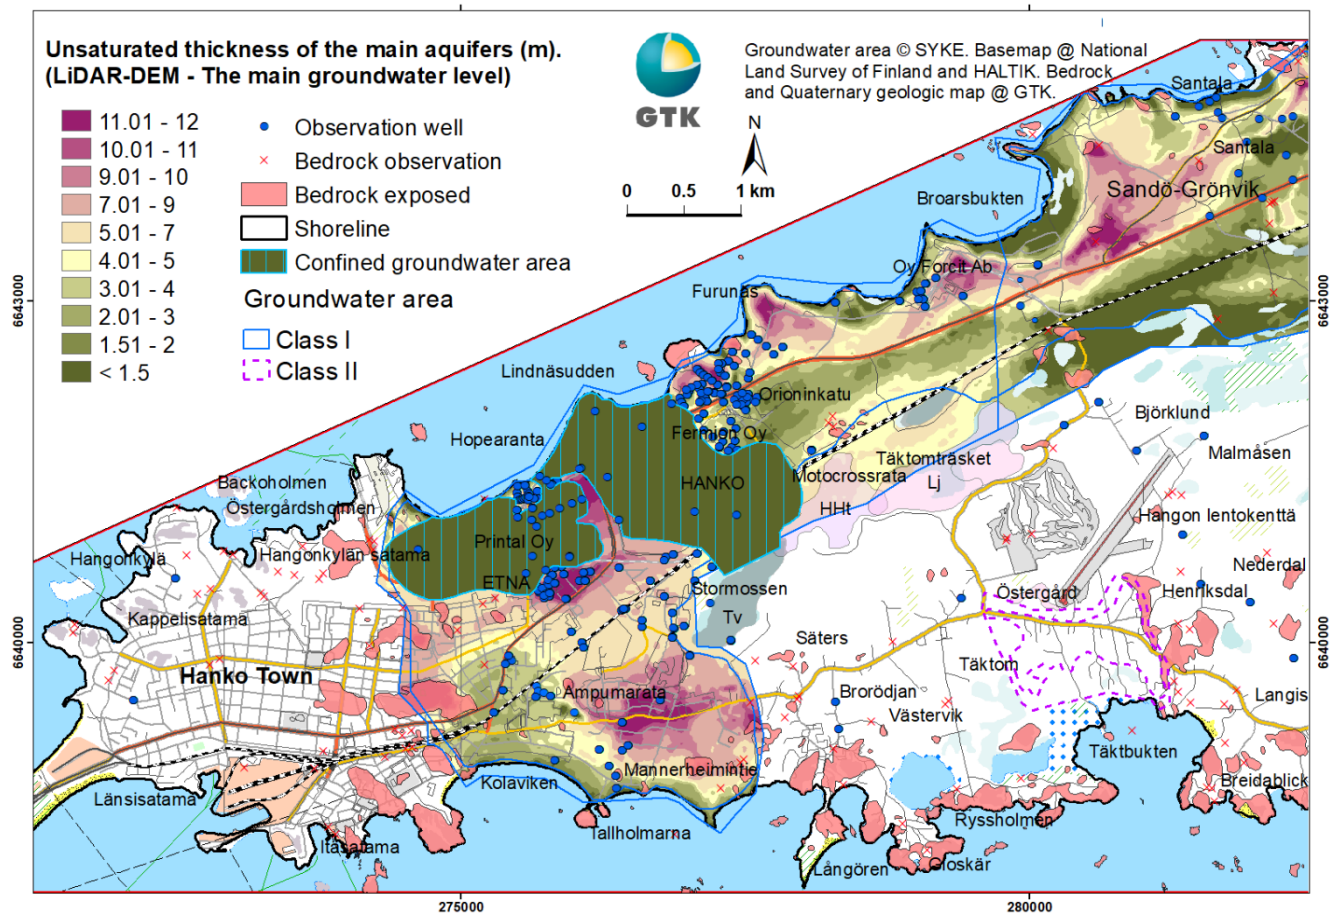 Unsaturated thickness of the main aquifers (m).
(LiDAR-DEM - The main groundwater level)
11.01 - 12
10.01 - 11
9.01 - 10
7.01 - 9
5.01 - 7
4.01 - 5
3.01 - 4
2.01 - 3
1.51 - 2
< 1.5
Observation well
Bedrock observation
Bedrock exposed
Shoreline
Confined groundwater area
Groundwater area
Class I
Class II
GTK
Groundwater area © SYKE. Basemap @ National
Land Survey of Finland and HALTIK. Bedrock
and Quaternary geologic map @ GTK.
N
0 0.5 1 km
Santala
Santala
Sandö-Grönvik
Broarsbukten
Oy Forcit Ab
Furunäs
6643000
6643000
Lindnäsudden
Orioninkatu
Fermion Oy
Hopearanta
Björklund
Malmåsen
Täktomträsket
Motocrossrata
Lj
HANKO
HHt
Backoholmen
Östergårdsholmen
Hangon lentokenttä
Printal Oy
Hangonkylän satama
Hangonkylä
Nederdal
ETNA
Stormossen
Östergård
Henriksdal
Kappelisatama
Tv
6640000
Säters
6640000
Täktom
Hanko Town
Ampumarata
Brorödjan
Langis
Västervik
Täktbukten
Mannerheimintie
Kolaviken
Breidablick
Länsisatama
Ryssholmen
Tallholmarna
Itäsatama
Långören
Gloskär
275000
280000